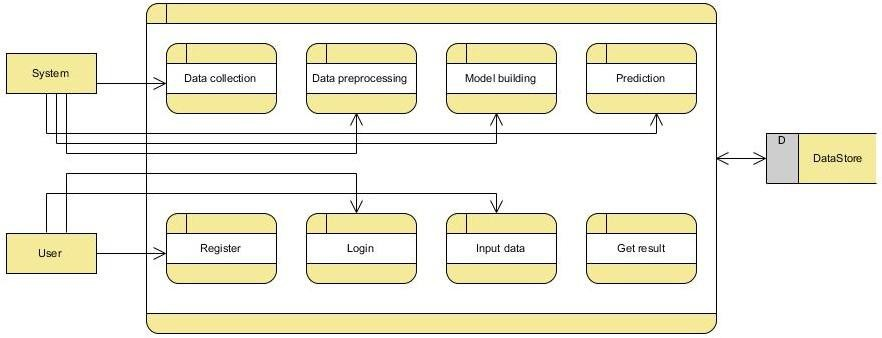 System
Data collection
Data preprocessing
Model building
Prediction
D
DataStore
User
Register
Login
Input data
Get result